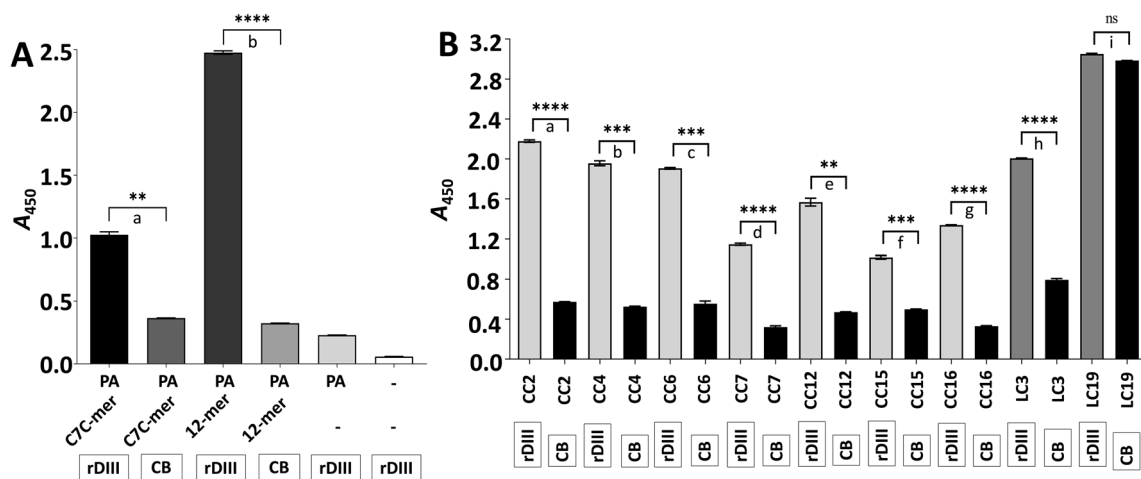 A
A450
2.5
2.0
1.5
1.0
0.5
0.0
**
a
****
b
PA PA PA PA PA -
C7C-mer C7C-mer 12-mer 12-mer - -
rDIII CB rDIII CB rDIII rDIII
B
A450
3.2
2.8
2.4
2.0
1.6
1.2
0.8
0.4
0.0
****
a
***
b
***
c
****
d
**
e
***
f
****
g
****
h
ns
i
CC2 CC2 CC4 CC4 CC6 CC6 CC7 CC7 CC12 CC12 CC15 CC15 CC16 CC16 LC3 LC3 LC19 LC19
rDIII CB rDIII CB rDIII CB rDIII CB rDIII CB rDIII CB rDIII CB rDIII CB rDIII CB